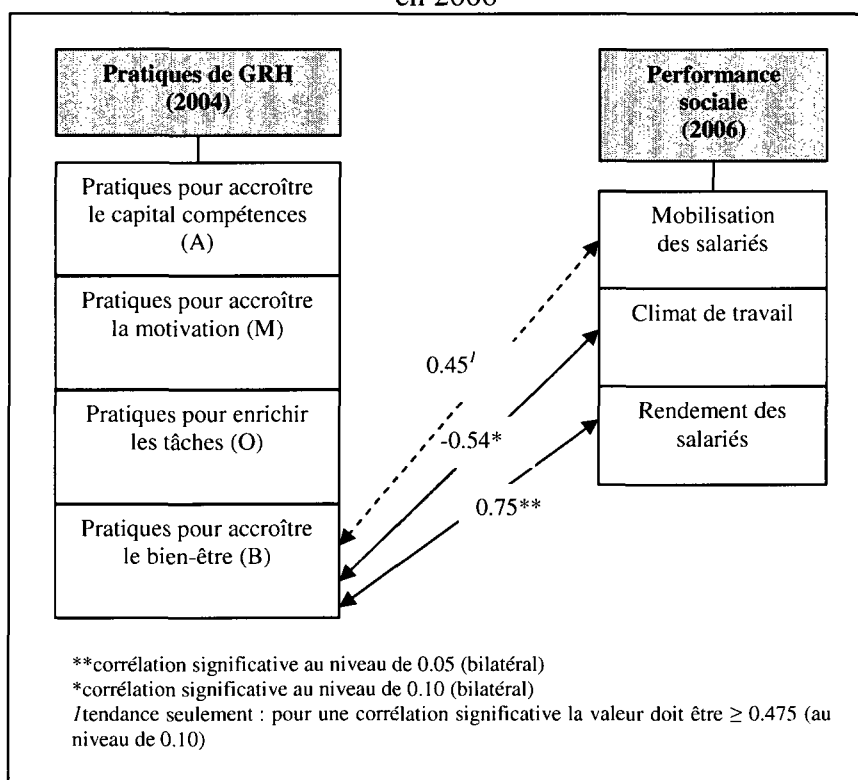 en 2006
Pratiques de GRH
(2004)
Performance
sociale
(2006)
Pratiques pour accroître
le capital compétences
(A)
Pratiques pour accroître
la motivation (M)
Pratiques pour enrichir
les tâches (O)
Pratiques pour accroître
le bien-être (B)
Mobilisation
des salariés
Climat de travail
Rendement des
salariés
0.45¹
-0.54*
0.75**
**corrélation significative au niveau de 0.05 (bilatéral)
*corrélation significative au niveau de 0.10 (bilatéral)
1tendance seulement : pour une corrélation significative la valeur doit être ≥ 0.475 (au
niveau de 0.10)